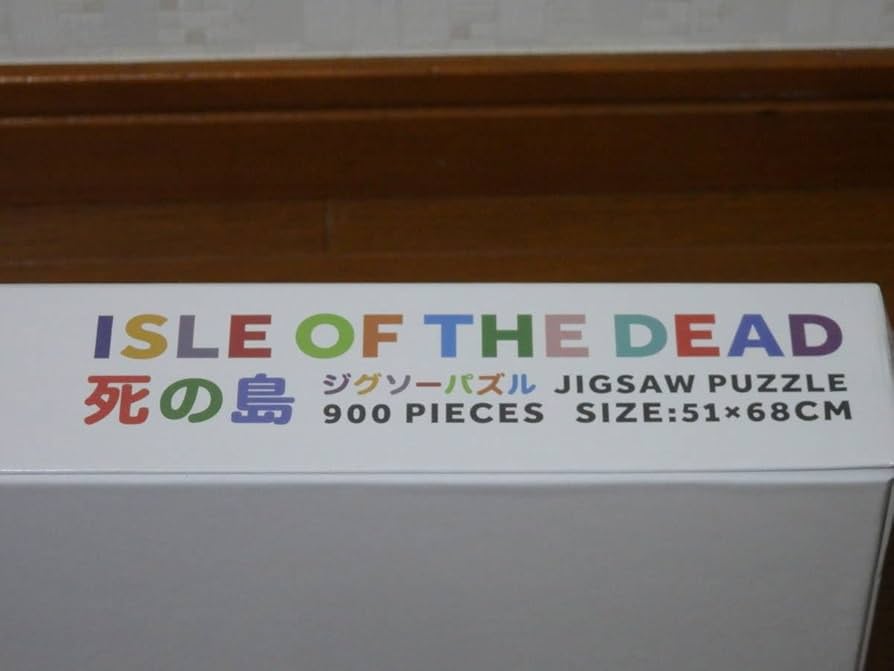 ISLE OF THE DEAD
死の島 ジグソーパズル JIGSAW PUZZLE
900 PIECES SIZE:51×68CM